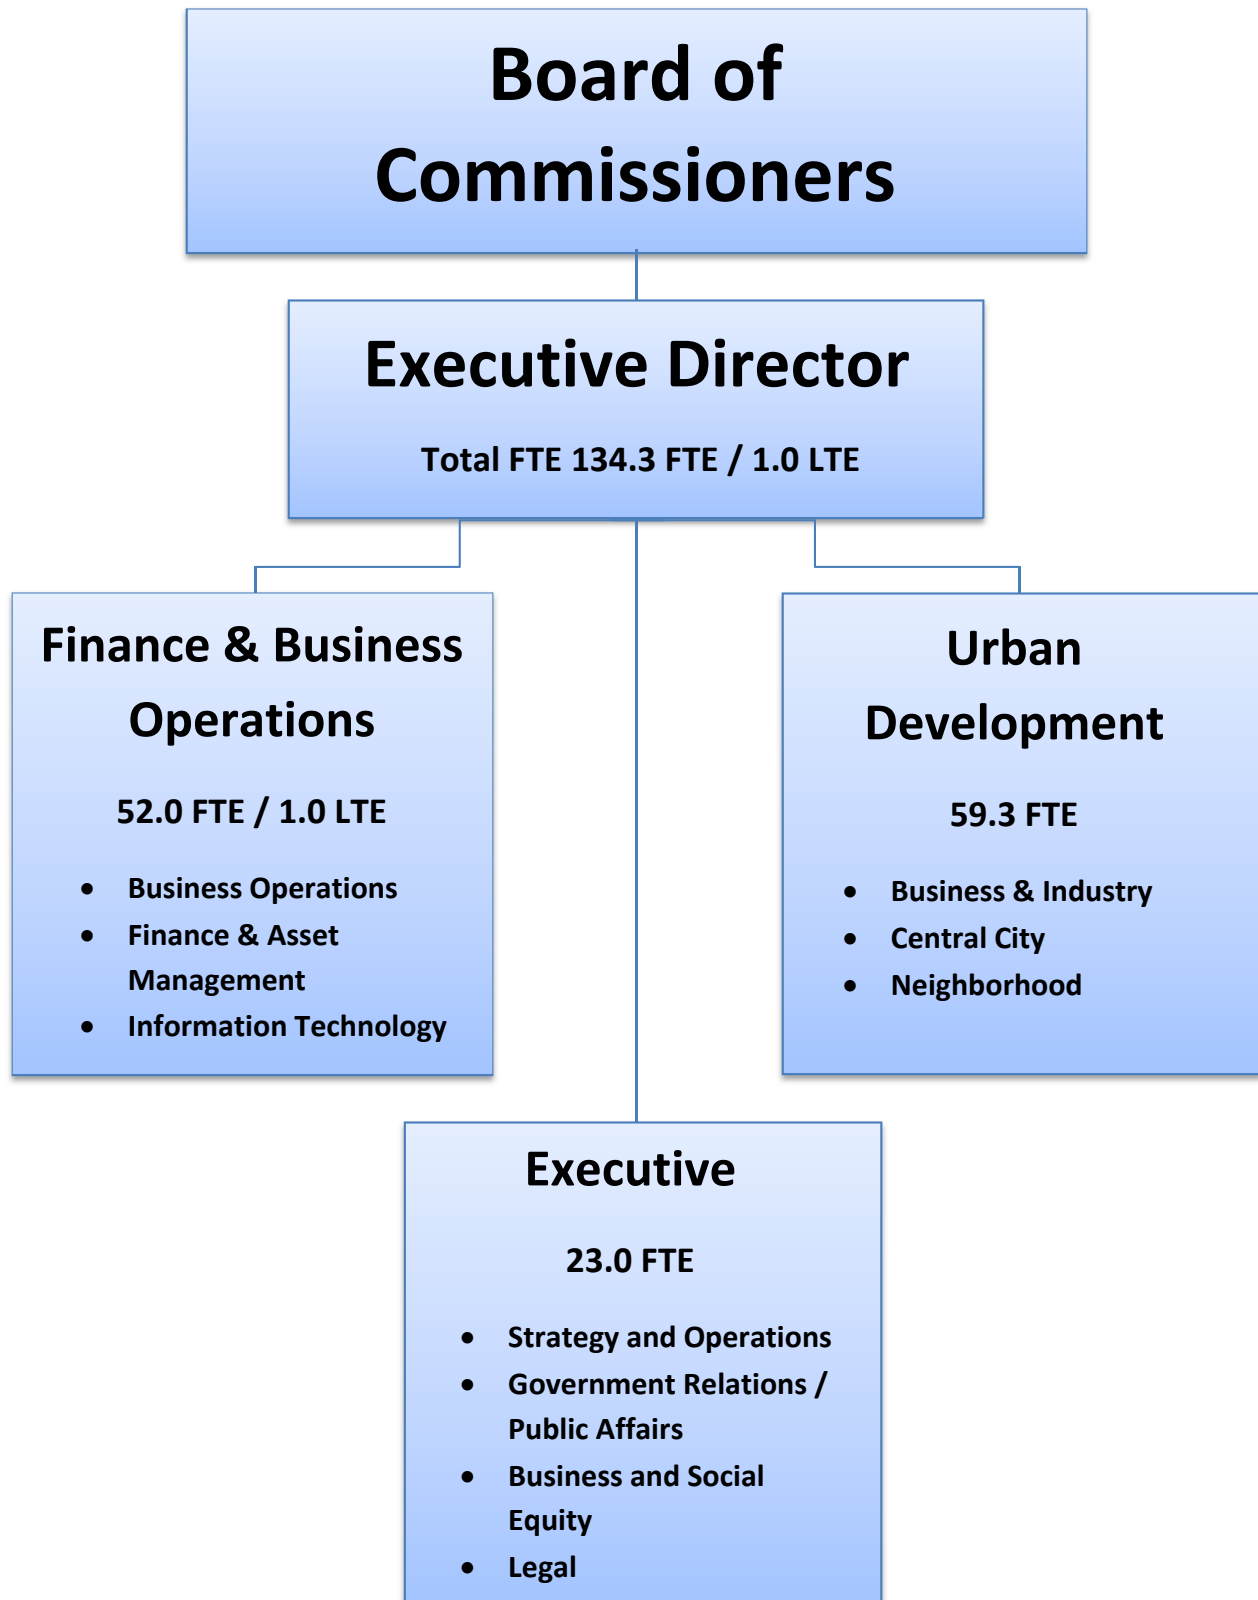 Board of
Commissioners
Executive Director
Total FTE 134.3 FTE / 1.0 LTE
Finance & Business
Operations
52.0 FTE / 1.0 LTE
• Business Operations
• Finance & Asset
Management
• Information Technology
Urban
Development
59.3 FTE
• Business & Industry
• Central City
• Neighborhood
Executive
23.0 FTE
• Strategy and Operations
• Government Relations /
Public Affairs
• Business and Social
Equity
• Legal